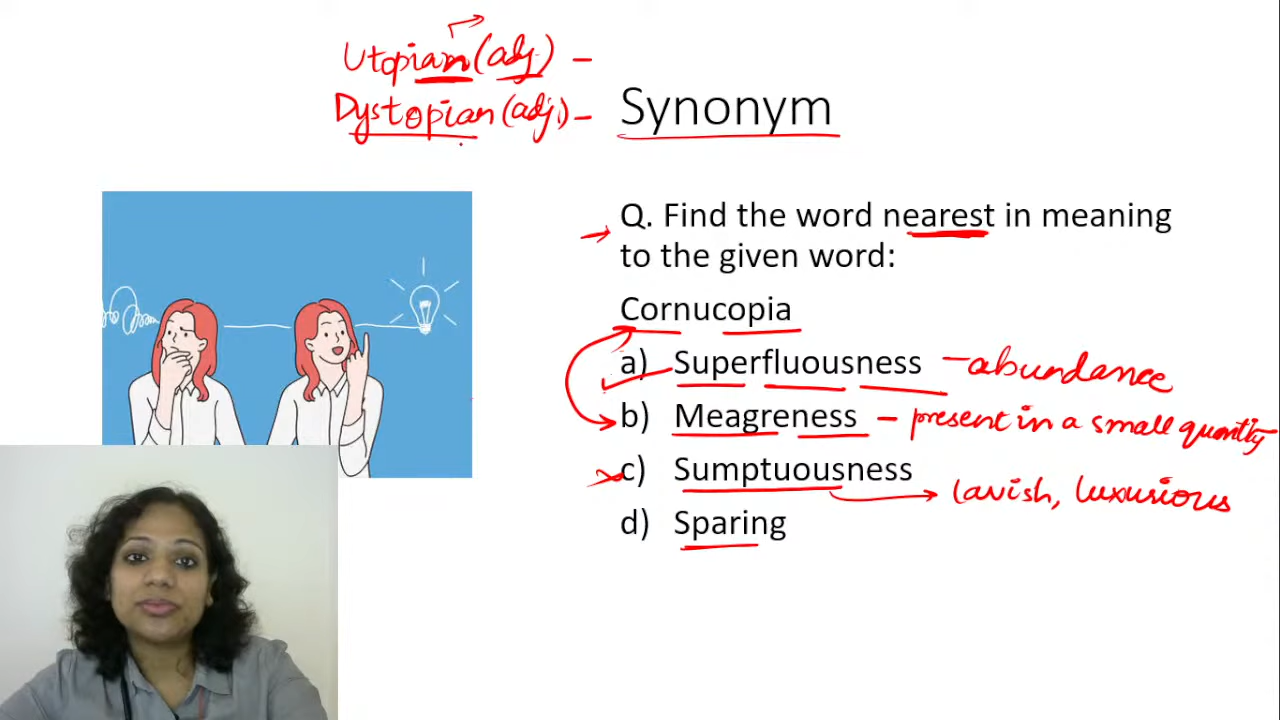 Utopian (adj) –
Dystopian (adj) –
Synonym
Q. Find the word nearest in meaning
to the given word:
Cornucopia
a) Superfluousness – abundance
b) Meagreness – present in a small quantity
c) Sumptuousness → lavish, luxurious
d) Sparing